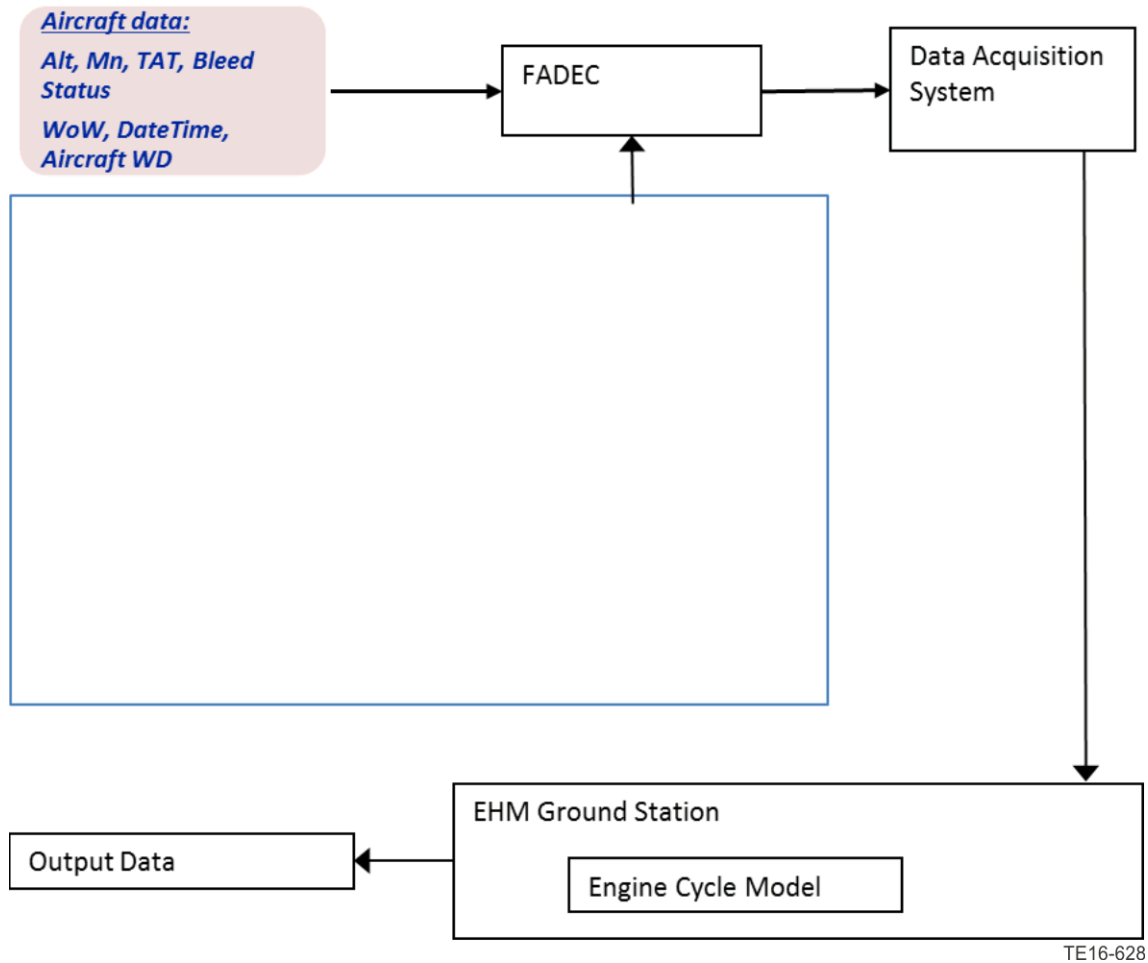 Aircraft data:
Alt, Mn, TAT, Bleed
Status
WoW, DateTime,
Aircraft WD
FADEC
Data Acquisition
System
EHM Ground Station
Engine Cycle Model
Output Data
TE16-628